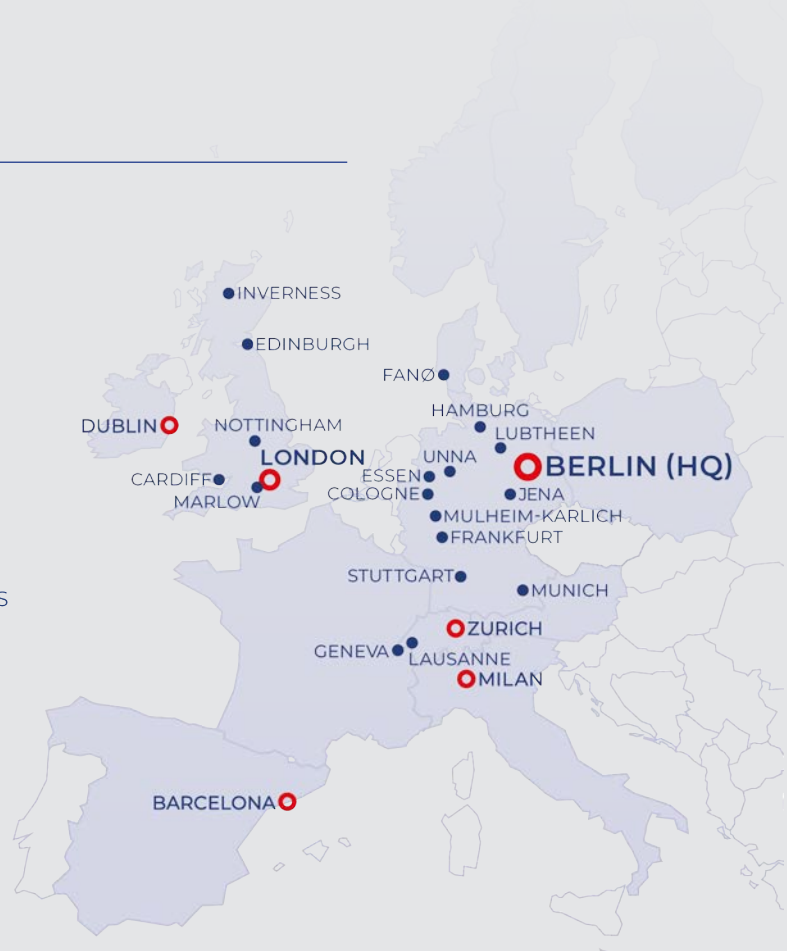 INVERNESS
EDINBURGH
FANØ
HAMBURG
DUBLIN
NOTTINGHAM
LUBTHEEN
LONDON
UNNA
BERLIN (HQ)
ESSEN
CARDIFF
COLOGNE
JENA
MARLOW
MULHEIM-KARLICH
FRANKFURT
STUTTGART
MUNICH
S
ZURICH
GENEVA
LAUSANNE
MILAN
BARCELONA